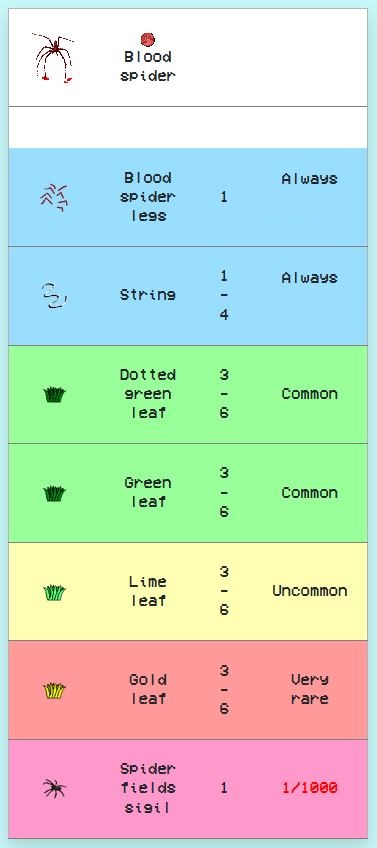 Blood
spider
Blood
spider
legs
1
Always
String
1
-
4
Always
Dotted
green
leaf
3
-
6
Common
Green
leaf
3
-
6
Common
Lime
leaf
3
-
6
Uncommon
Gold
leaf
3
-
6
Very
rare
Spider
fields
sigil
1
1/1000